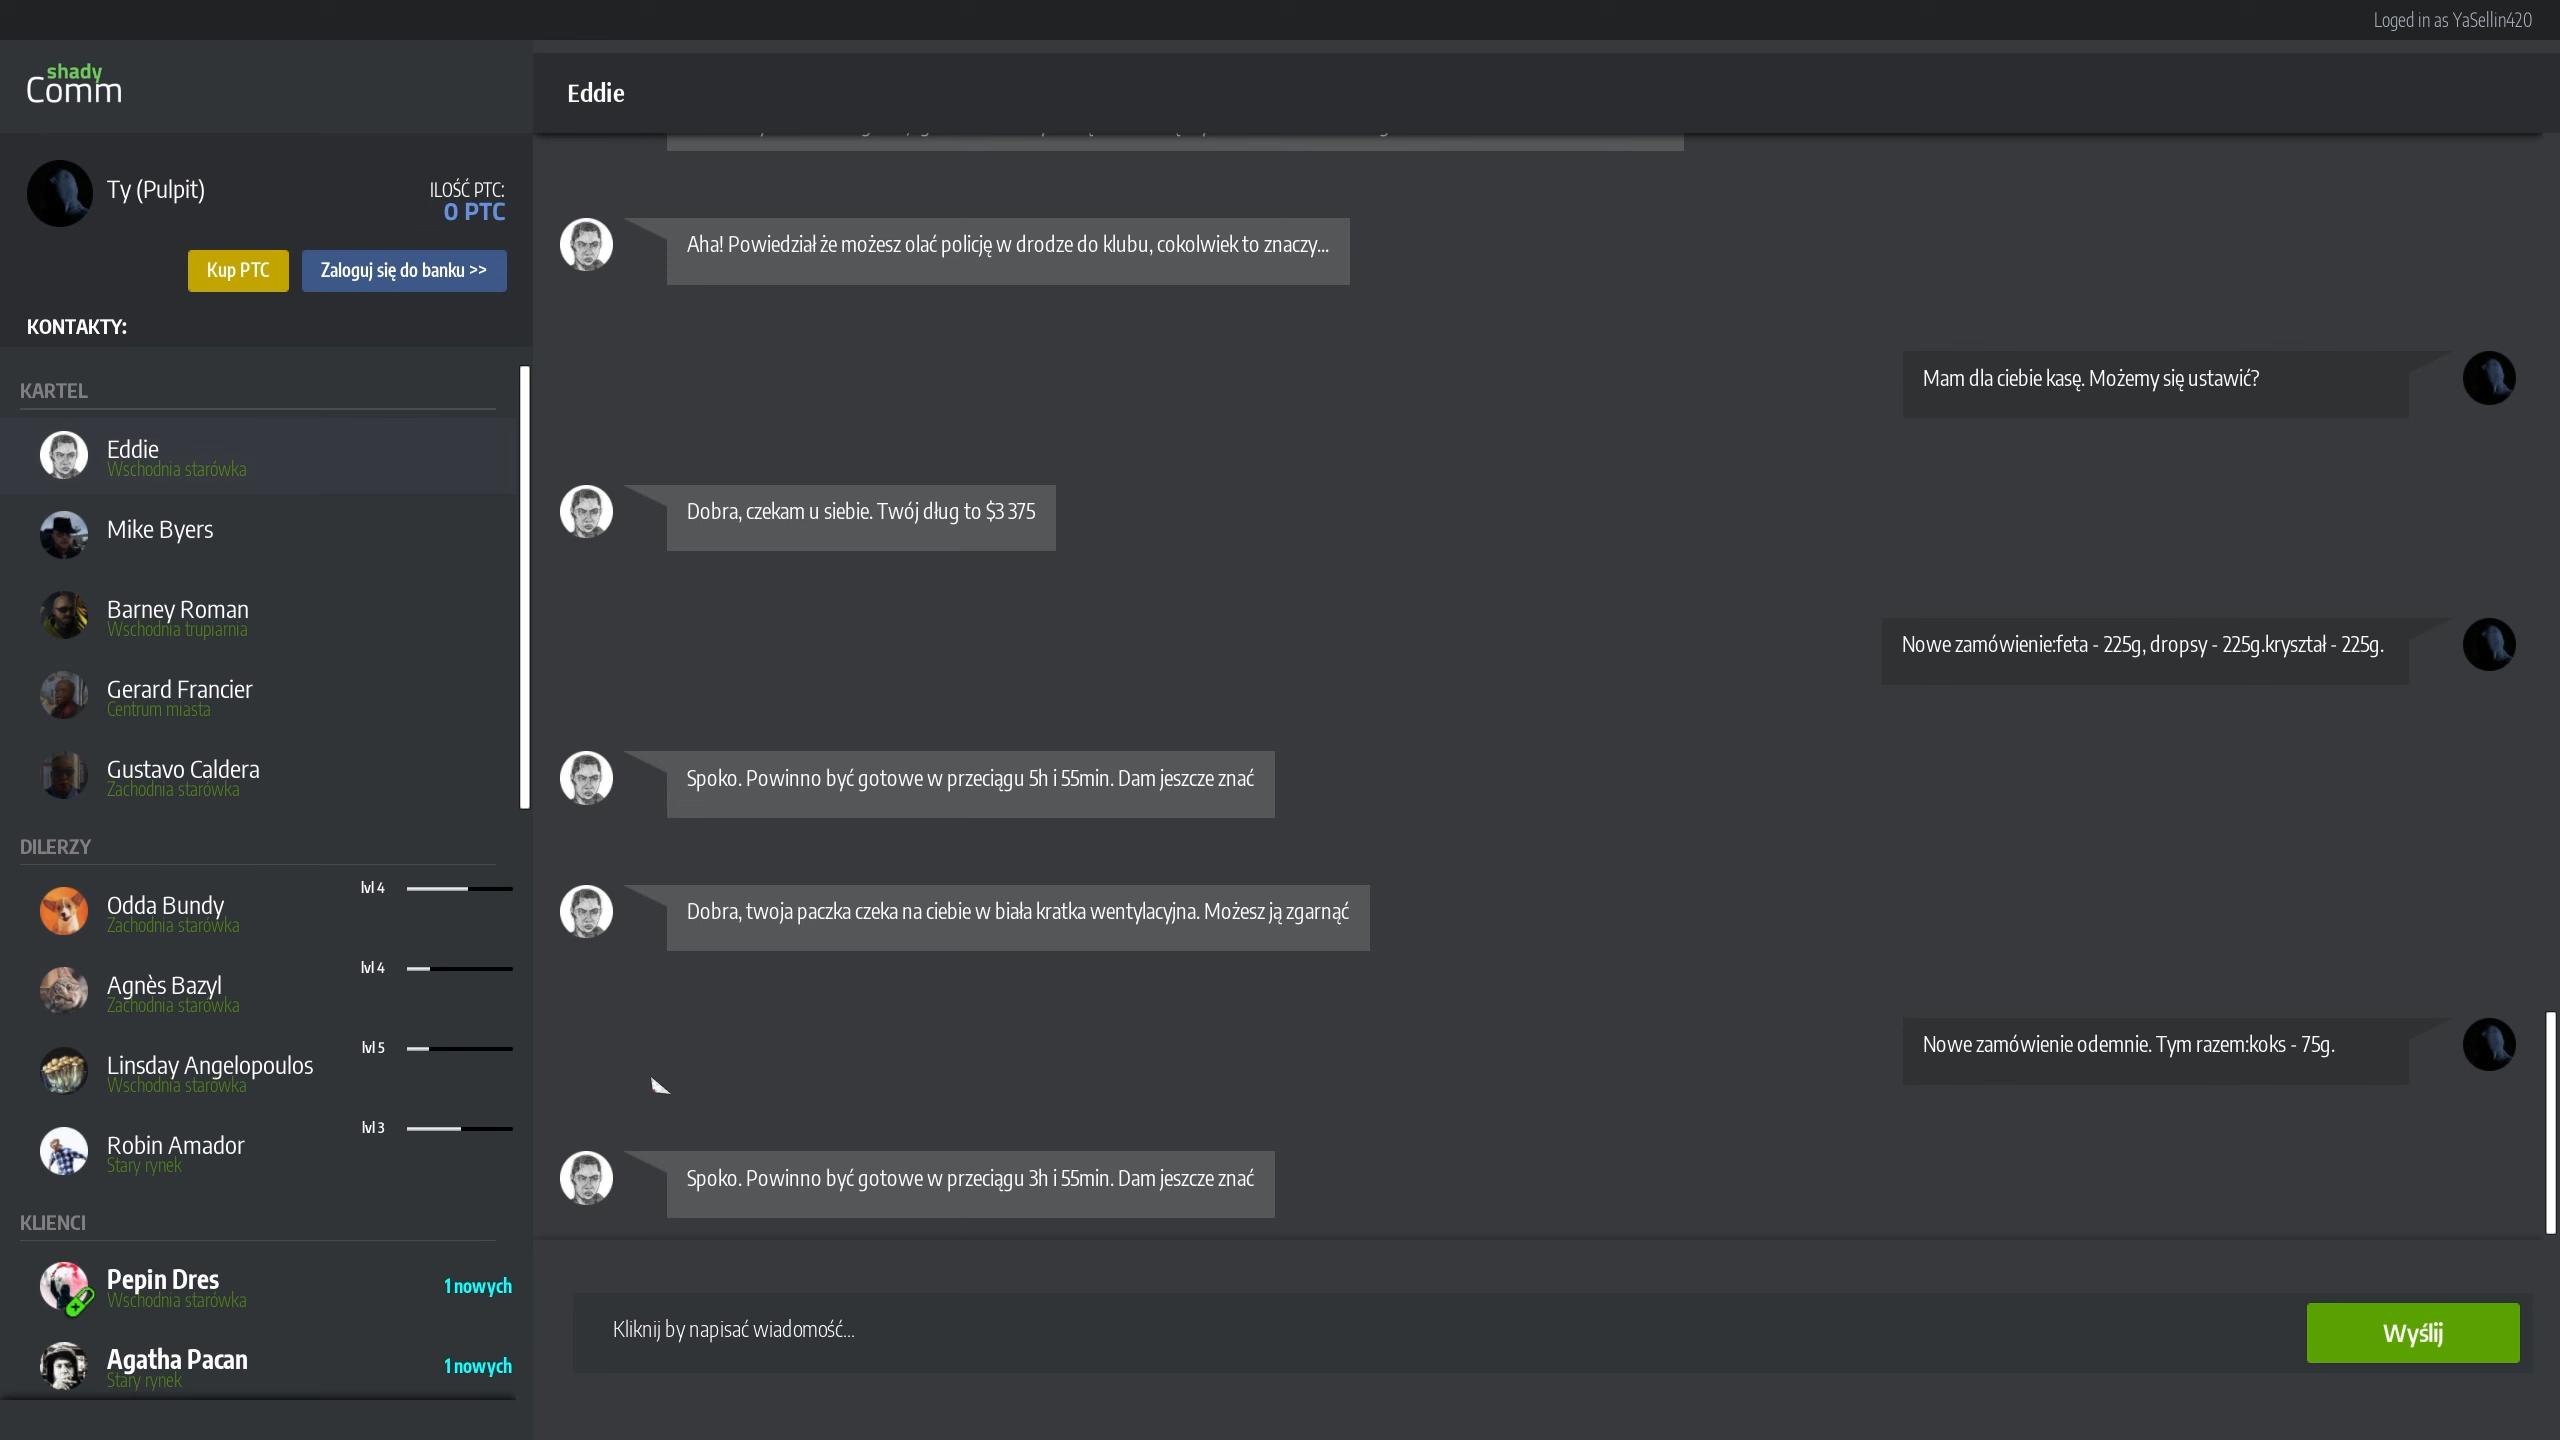 Loged in as YaSellin420
shady
Comm
Ty (Pulpit)
ILOŚĆ PTC:
0 PTC
Kup PTC
Zaloguj się do banku >>
KONTAKTY:
KARTEL
Eddie
Wschodnia starówka
Mike Byers
Barney Roman
Wschodnia trupiarnia
Gerard Francier
Centrum miasta
Gustavo Caldera
Zachodnia starówka
DILERZY
Odda Bundy
Zachodnia starówka
lvl 4
Agnès Bazyl
Zachodnia starówka
lvl 4
Linsday Angelopoulos
Wschodnia starówka
lvl 5
Robin Amador
Stary rynek
lvl 3
KLIENCI
Pepin Dres
Wschodnia starówka
1 nowych
Agatha Pacan
Stary rynek
1 nowych
Eddie
Aha! Powiedział że możesz olać policję w drodze do klubu, cokolwiek to znaczy...
Mam dla ciebie kasę. Możemy się ustawić?
Dobra, czekam u siebie. Twój dług to $3 375
Nowe zamówienie:feta - 225g, dropsy - 225g.kryształ - 225g.
Spoko. Powinno być gotowe w przeciągu 5h i 55min. Dam jeszcze znać
Dobra, twoja paczka czeka na ciebie w biała kratka wentylacyjna. Możesz ją zgarnąć
Nowe zamówienie odemnie. Tym razem:koks - 75g.
Spoko. Powinno być gotowe w przeciągu 3h i 55min. Dam jeszcze znać
Kliknij by napisać wiadomość...
Wyślij